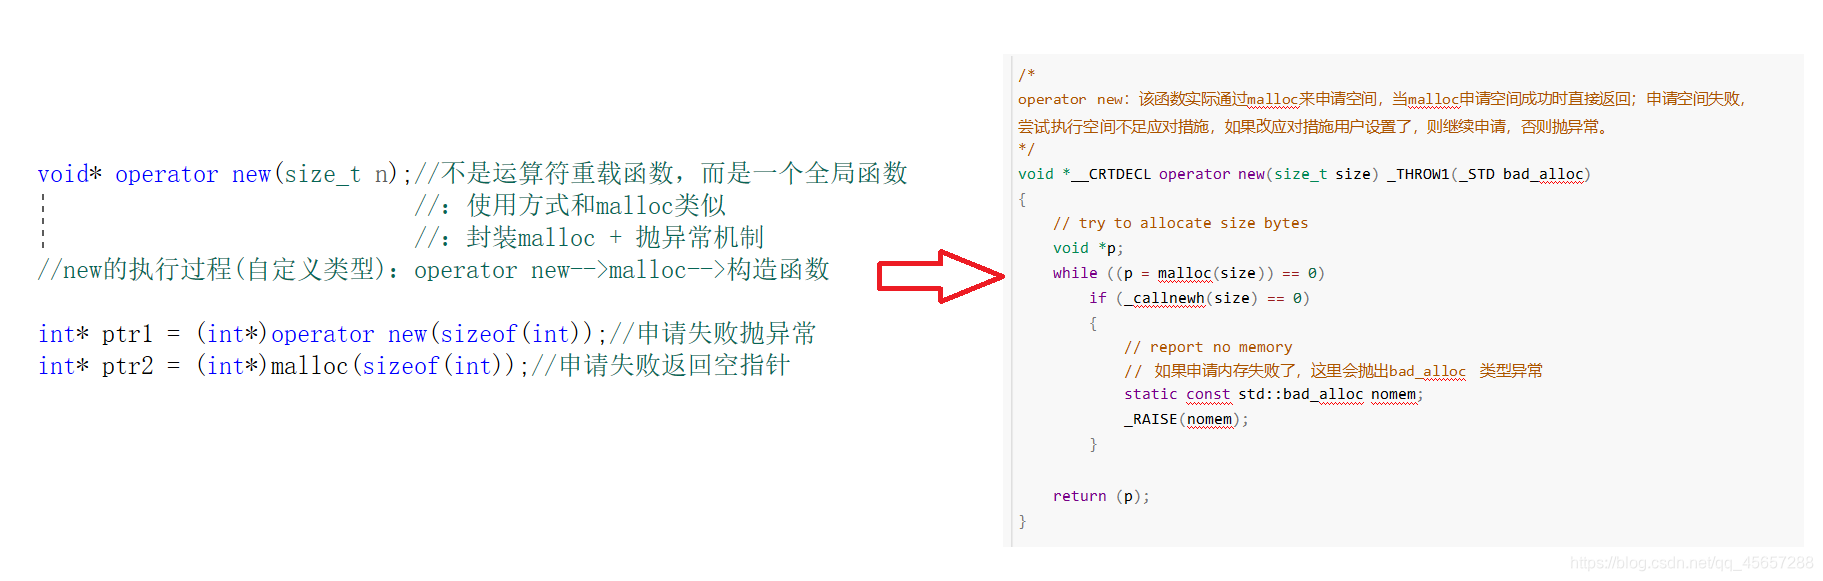 void* operator new(size_t n);//不是运算符重载函数，而是一个全局函数
//：使用方式和malloc类似
//：封装malloc + 抛异常机制
//new的执行过程(自定义类型)：operator new-->malloc-->构造函数
int* ptr1 = (int*)operator new(sizeof(int));//申请失败抛异常
int* ptr2 = (int*)malloc(sizeof(int));//申请失败返回空指针
/*
operator new：该函数实际通过malloc来申请空间，当malloc申请空间成功时直接返回；申请空间失败，
尝试执行空间不足应对措施，如果改应对措施用户设置了，则继续申请，否则抛异常。
*/
void *__CRTDECL operator new(size_t size) _THROW1(_STD bad_alloc)
{
// try to allocate size bytes
void *p;
while ((p = malloc(size)) == 0)
if (_callnewh(size) == 0)
{
// report no memory
// 如果申请内存失败了，这里会抛出bad_alloc 类型异常
static const std::bad_alloc nomem;
_RAISE(nomem);
}
return (p);
}
https://blog.csdn.net/qq_45657288